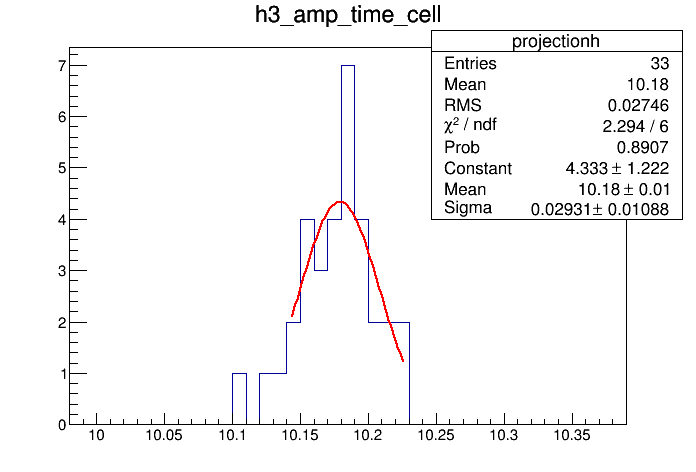 h3_amp_time_cell
projectionh
Entries 33
Mean 10.18
RMS 0.02746
χ² / ndf 2.294 / 6
Prob 0.8907
Constant 4.333 ± 1.222
Mean 10.18 ± 0.01
Sigma 0.02931 ± 0.01088
7
6
5
4
3
2
1
0
10 10.05 10.1 10.15 10.2 10.25 10.3 10.35